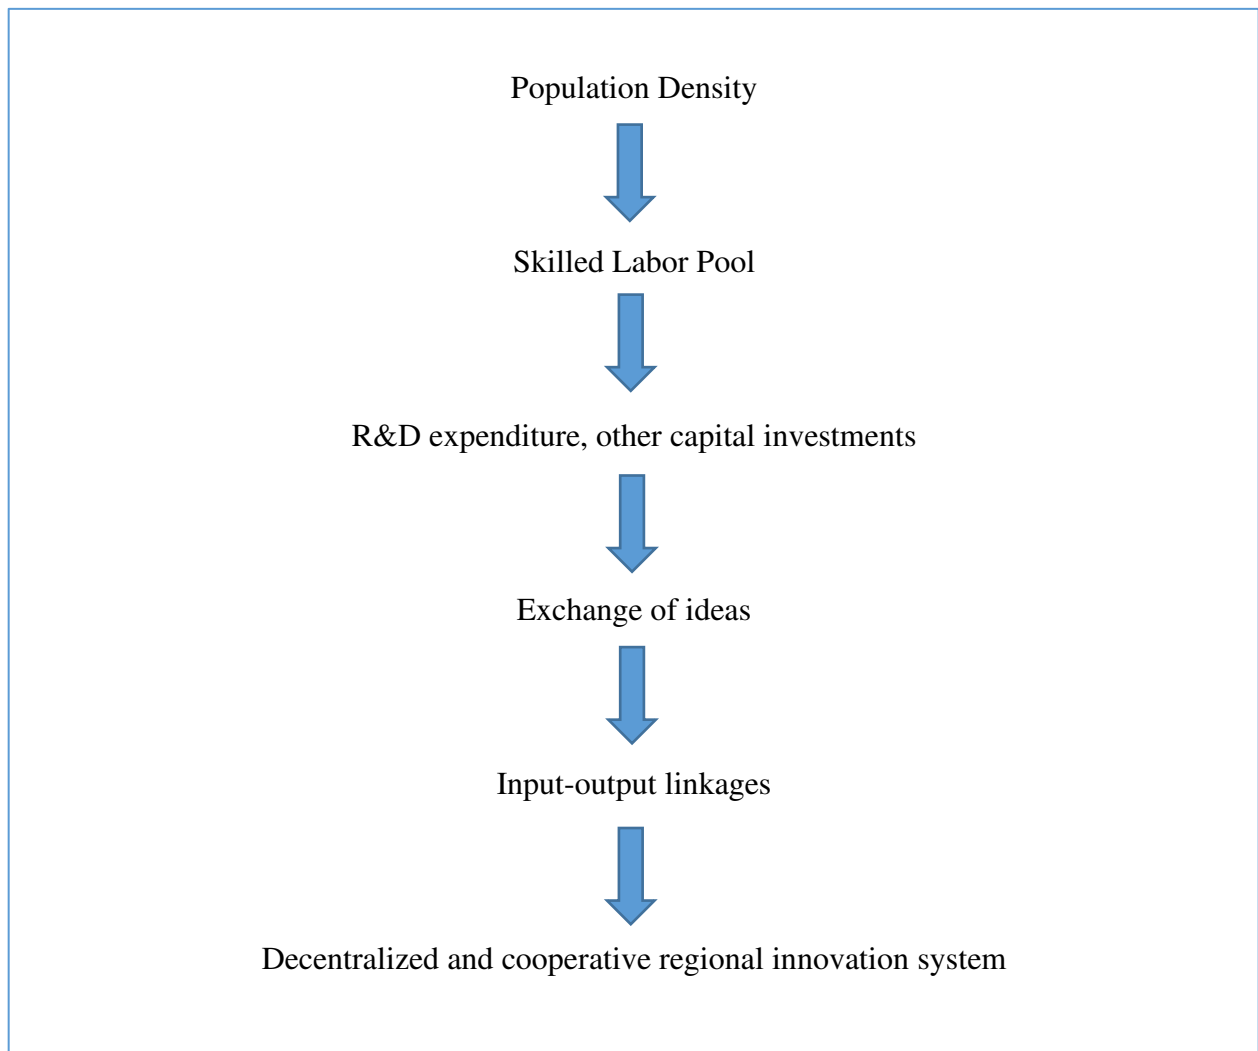 Population Density
Skilled Labor Pool
R&D expenditure, other capital investments
Exchange of ideas
Input-output linkages
Decentralized and cooperative regional innovation system